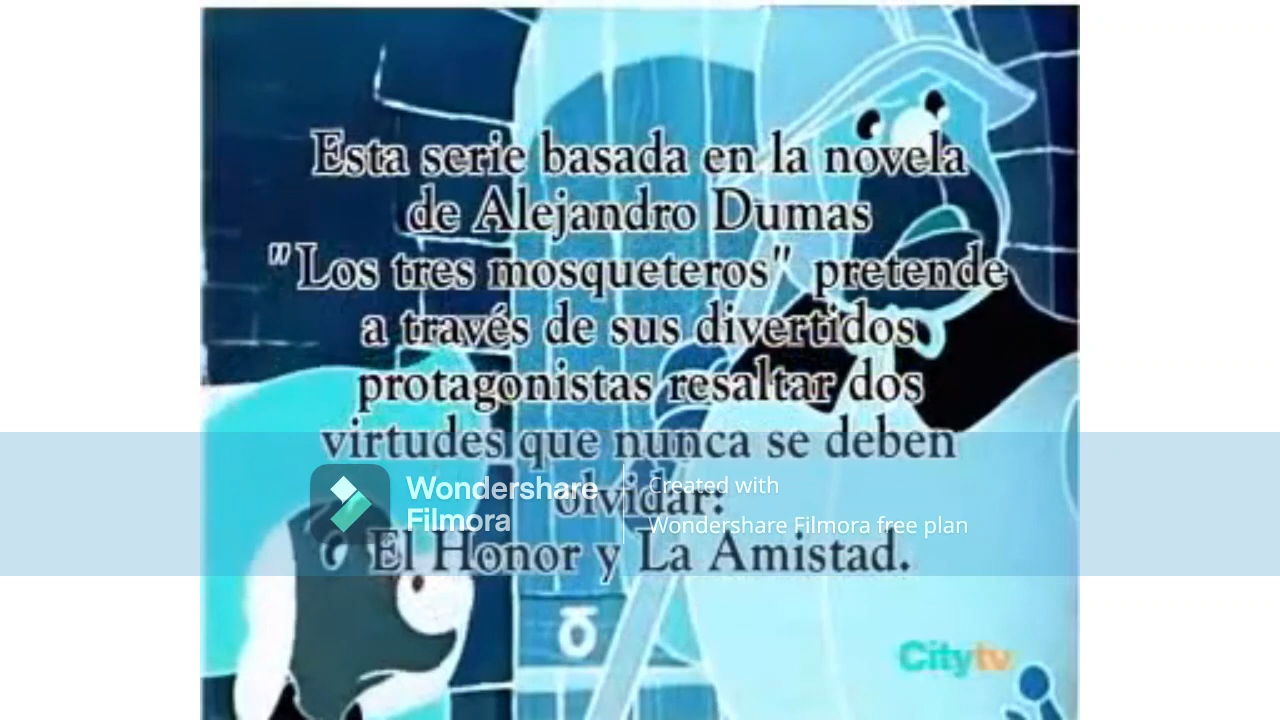 Esta serie basada en la novela
de Alejandro Dumas
"Los tres mosqueteros" pretende
a través de sus divertidos
protagonistas resaltar dos
virtudes que nunca se deben
olvidar:
El Honor y La Amistad.
Wondershare
Filmora
Created with
Wondershare Filmora free plan
Citytv